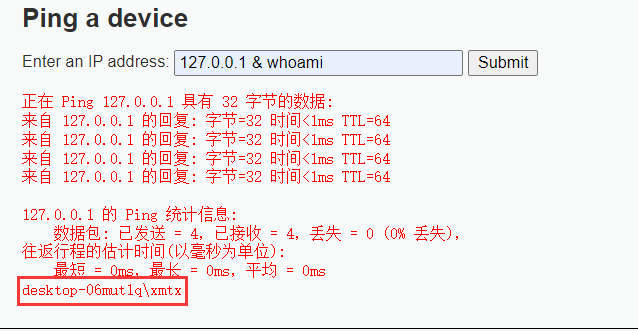 Ping a device
Enter an IP address: 127.0.0.1 & whoami Submit
正在 Ping 127.0.0.1 具有 32 字节的数据:
来自 127.0.0.1 的回复: 字节=32 时间<1ms TTL=64
来自 127.0.0.1 的回复: 字节=32 时间<1ms TTL=64
来自 127.0.0.1 的回复: 字节=32 时间<1ms TTL=64
来自 127.0.0.1 的回复: 字节=32 时间<1ms TTL=64
127.0.0.1 的 Ping 统计信息:
数据包: 已发送 = 4，已接收 = 4，丢失 = 0 (0% 丢失)，
往返行程的估计时间(以毫秒为单位):
最短 = 0ms，最长 = 0ms，平均 = 0ms
desktop-06mut1q\xmtx